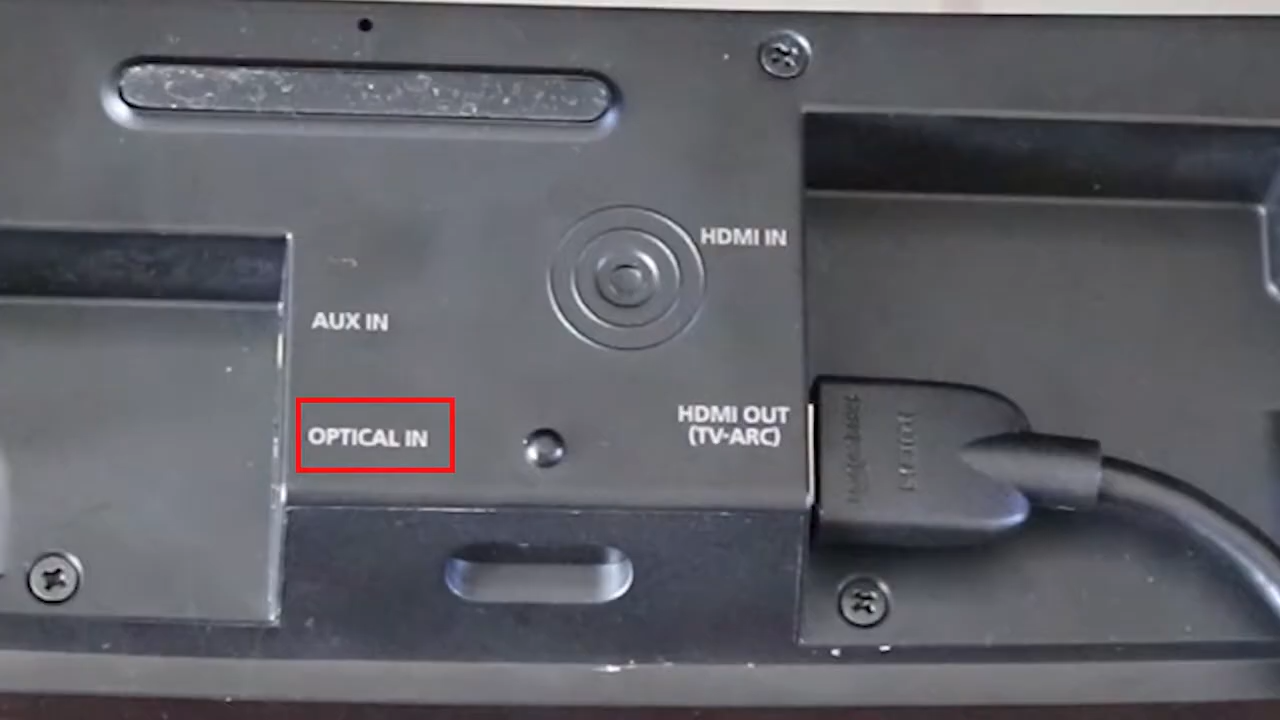 HDMI IN
AUX IN
HDMI OUT
(TV-ARC)
OPTICAL IN